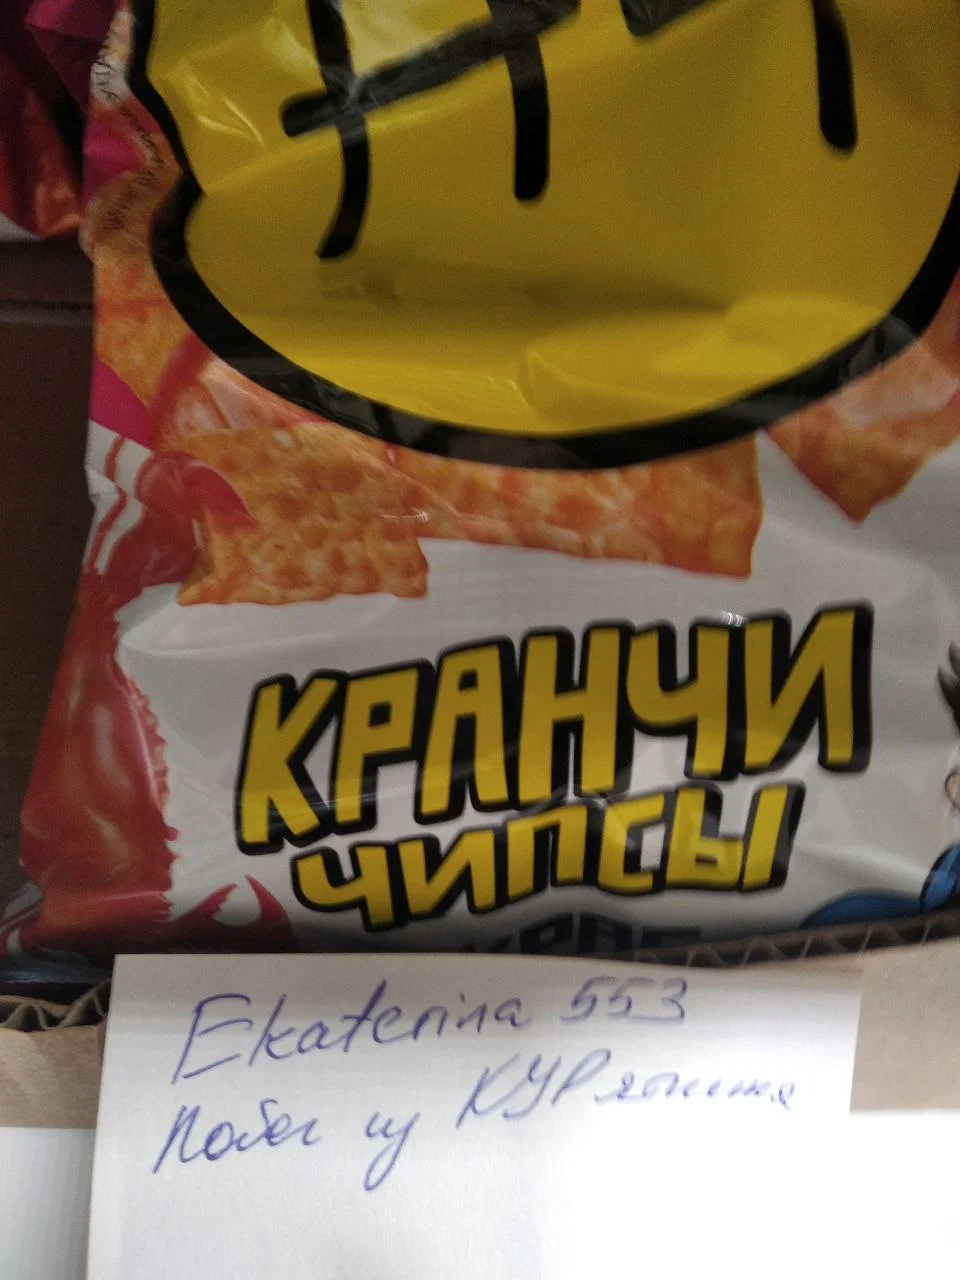 КРАНЧИ
ЧИПСЫ
Ekaterina 553
Побег из КУРятника